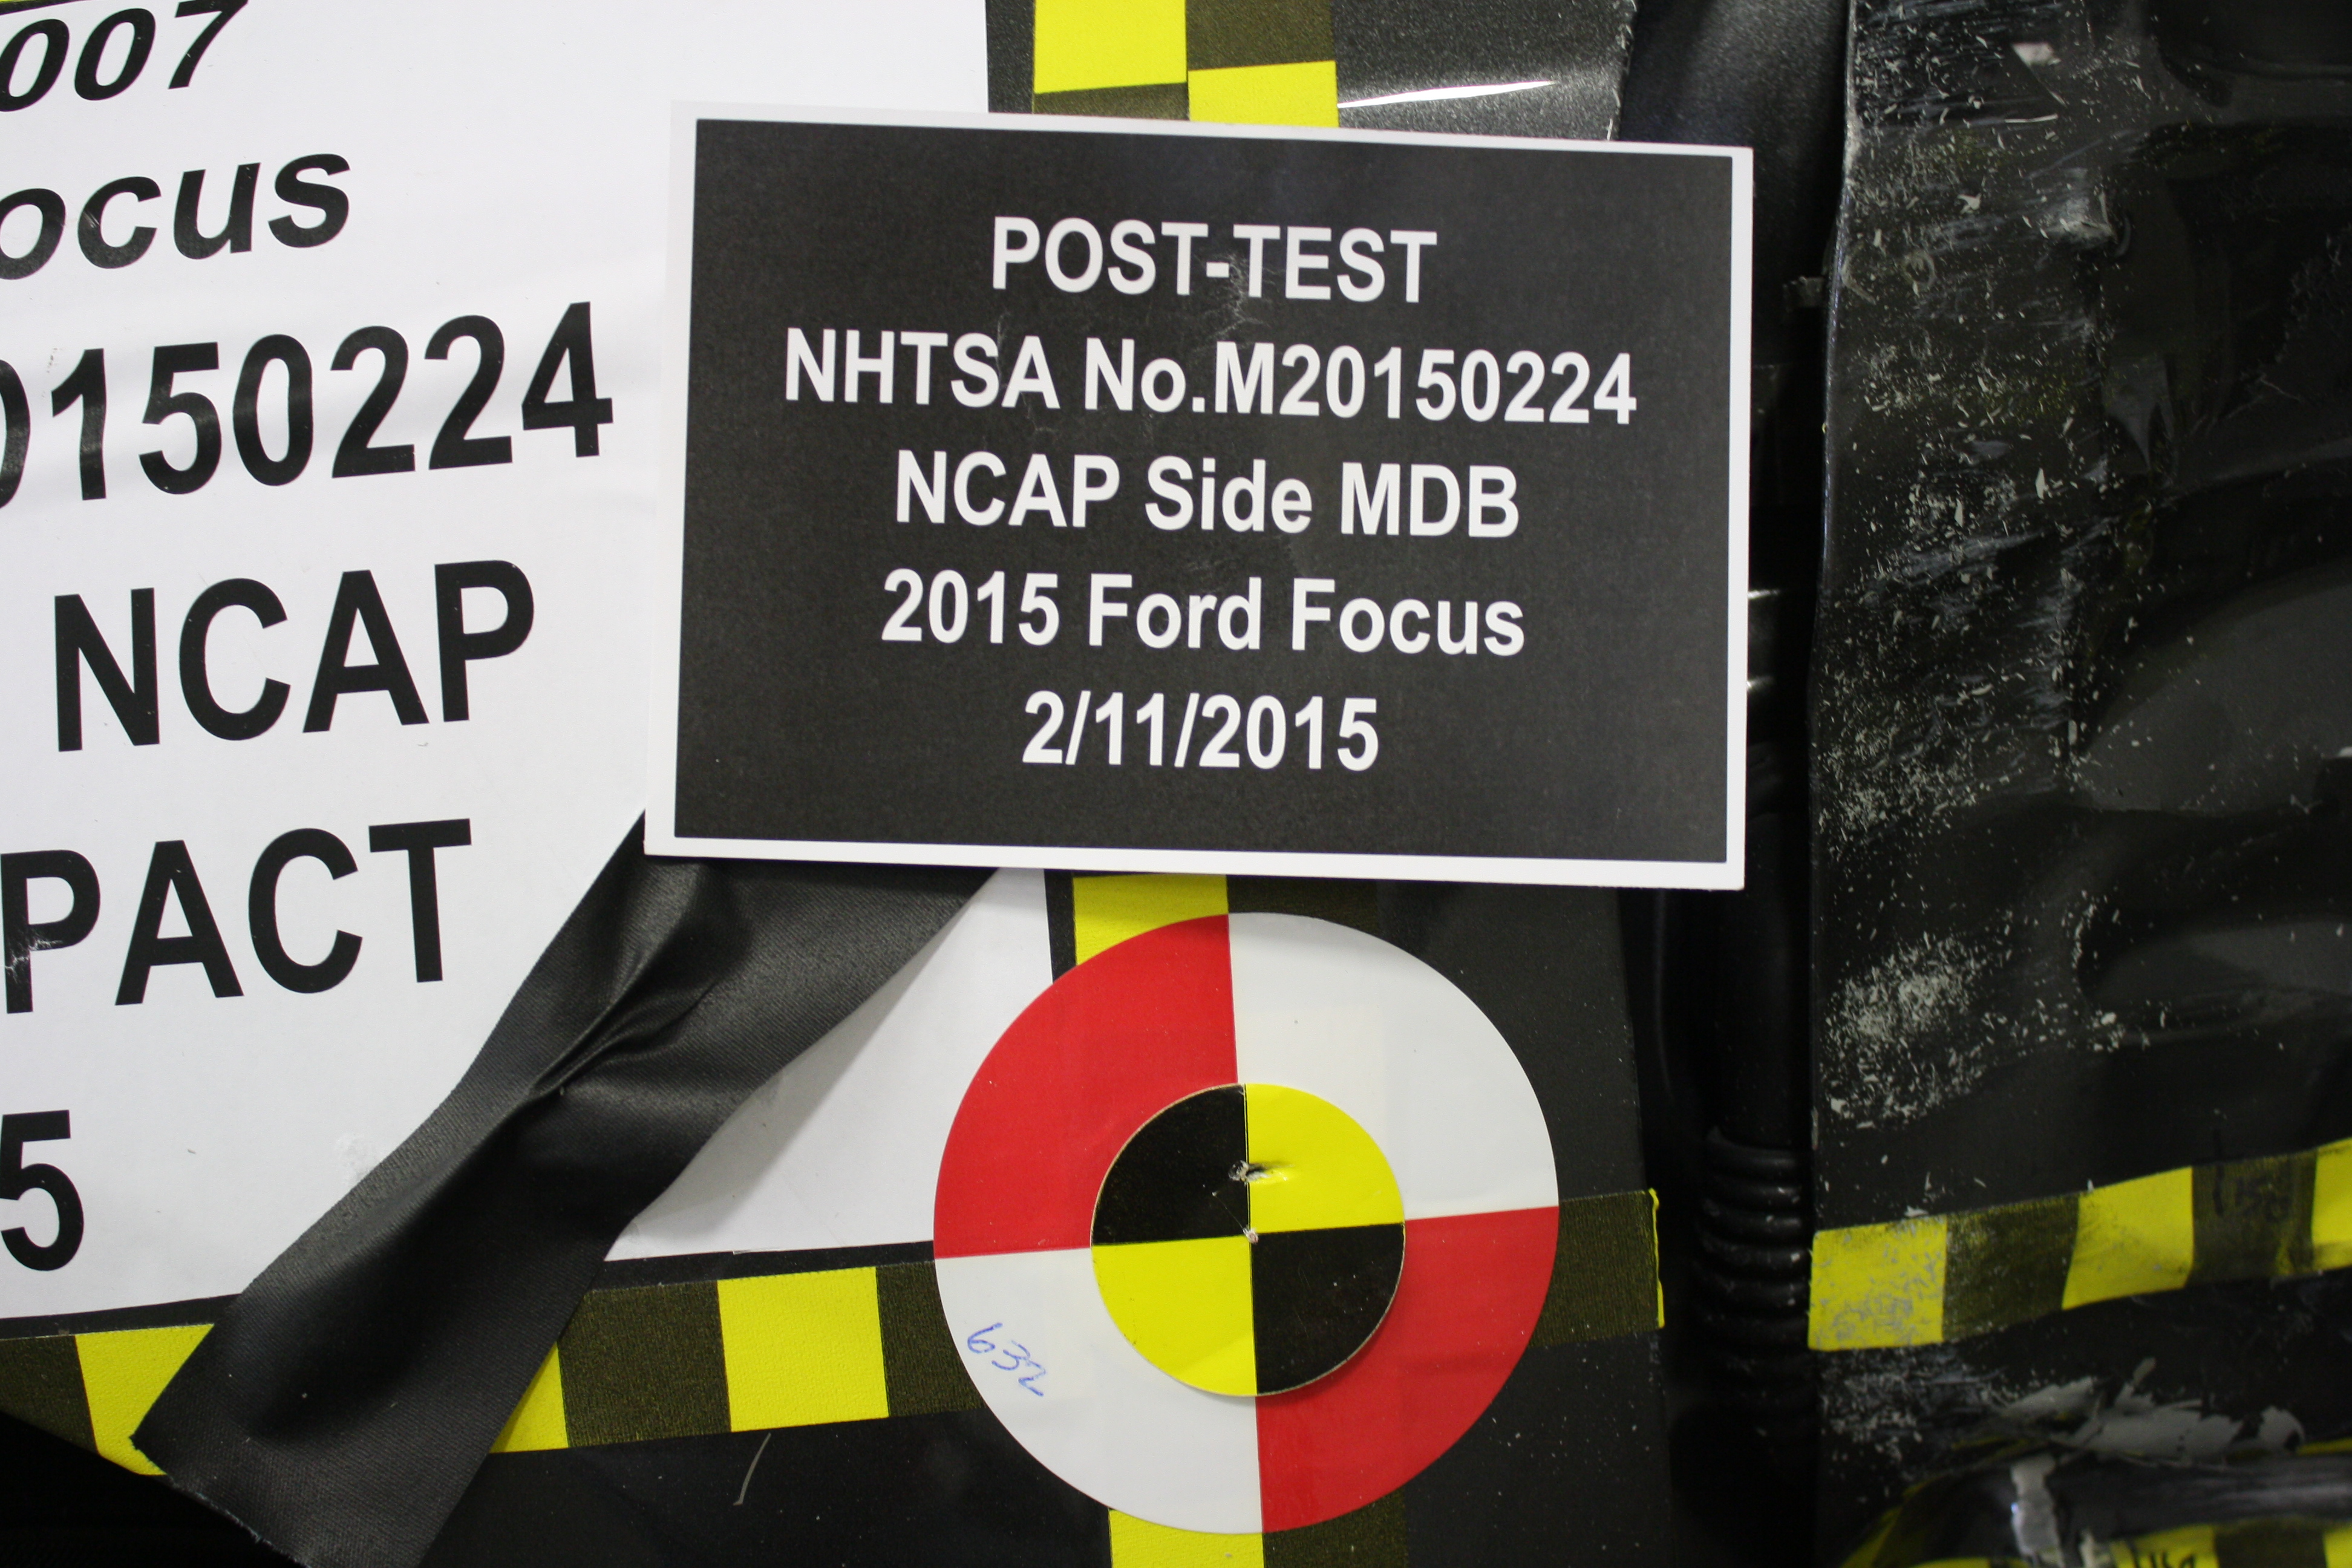 007
ocus
0150224
NCAP
PACT
5
POST-TEST
NHTSA No.M20150224
NCAP Side MDB
2015 Ford Focus
2/11/2015
632